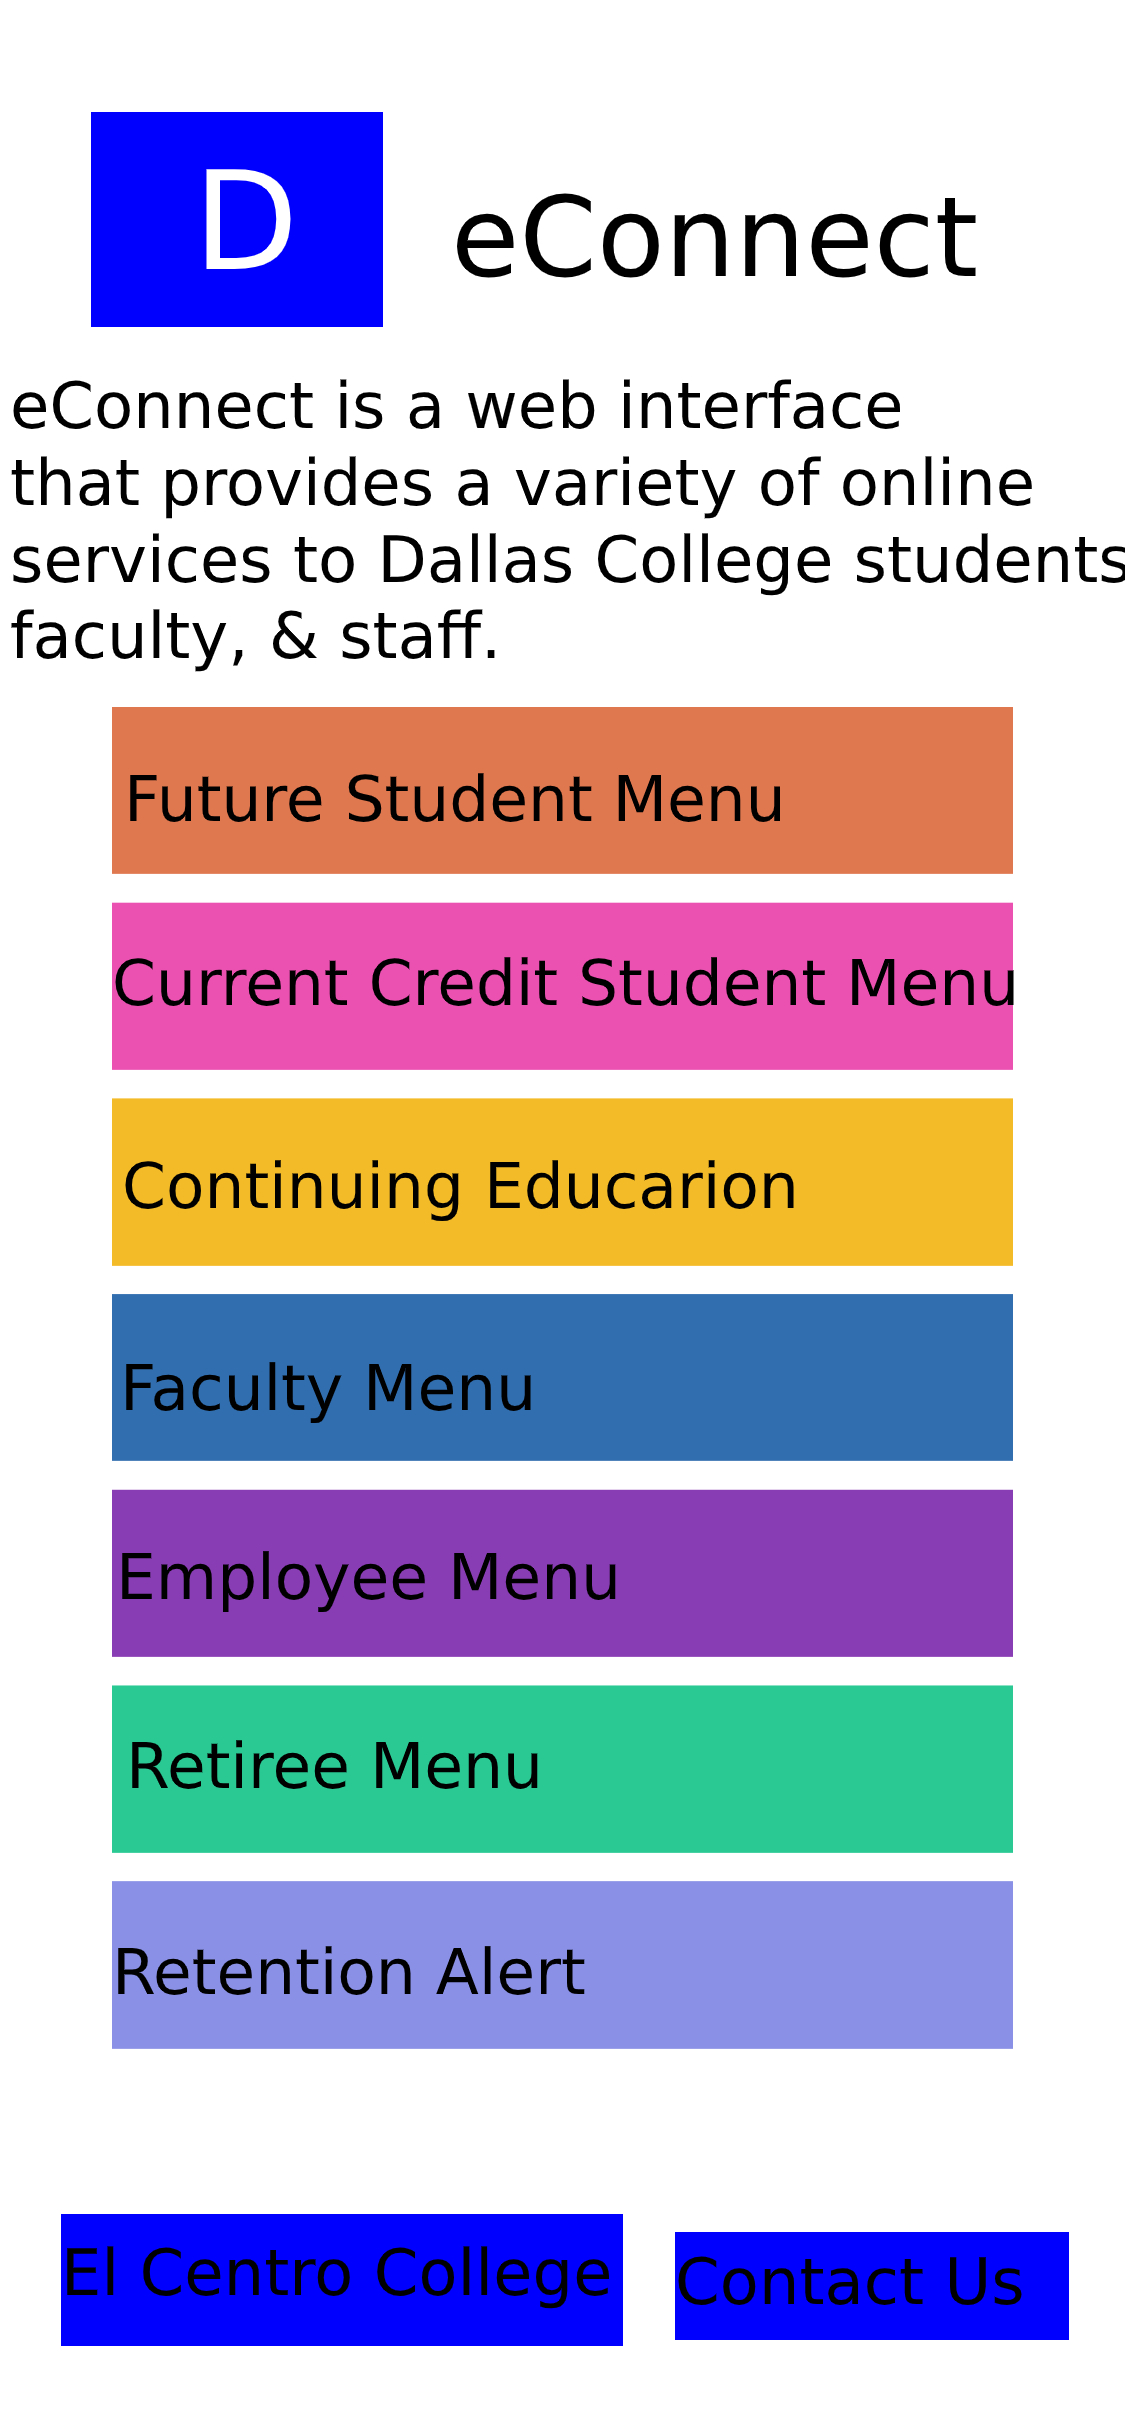 D
eConnect
eConnect is a web interface
that provides a variety of online
services to Dallas College students
faculty, & staff.
Future Student Menu
Current Credit Student Menu
Continuing Educarion
Faculty Menu
Employee Menu
Retiree Menu
Retention Alert
El Centro College
Contact Us